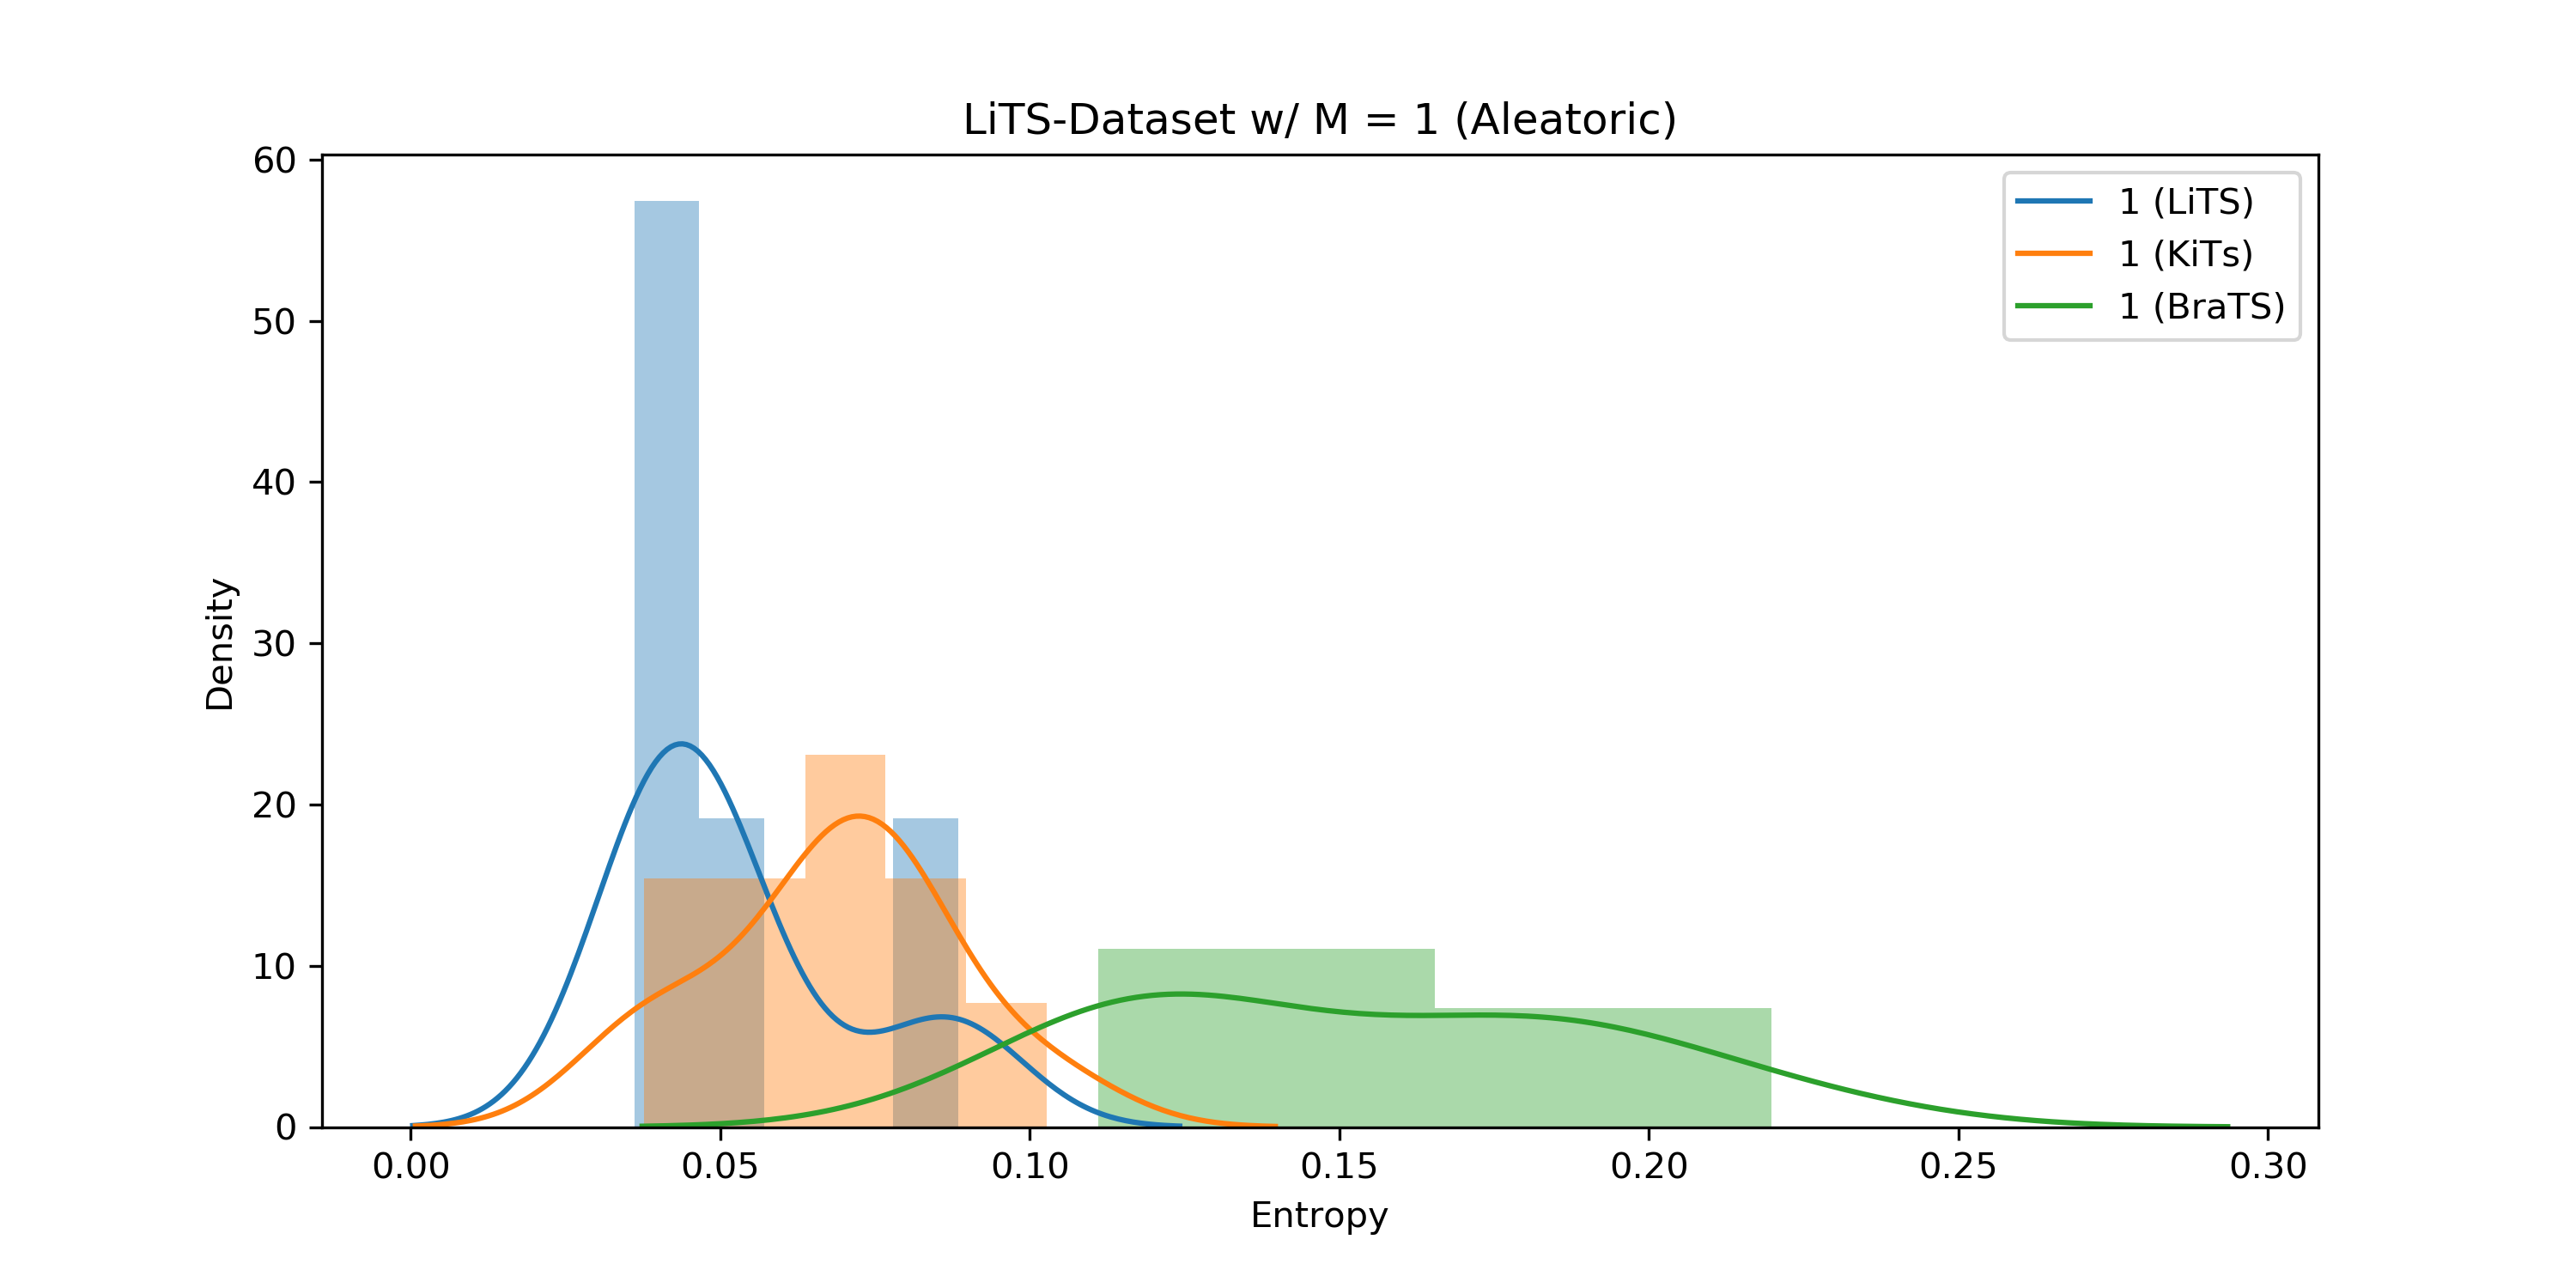 LiTS-Dataset w/ M = 1 (Aleatoric)
60
50
40
30
20
10
0
Density
1 (LiTS)
1 (KiTs)
1 (BraTS)
0.00 0.05 0.10 0.15 0.20 0.25 0.30
Entropy